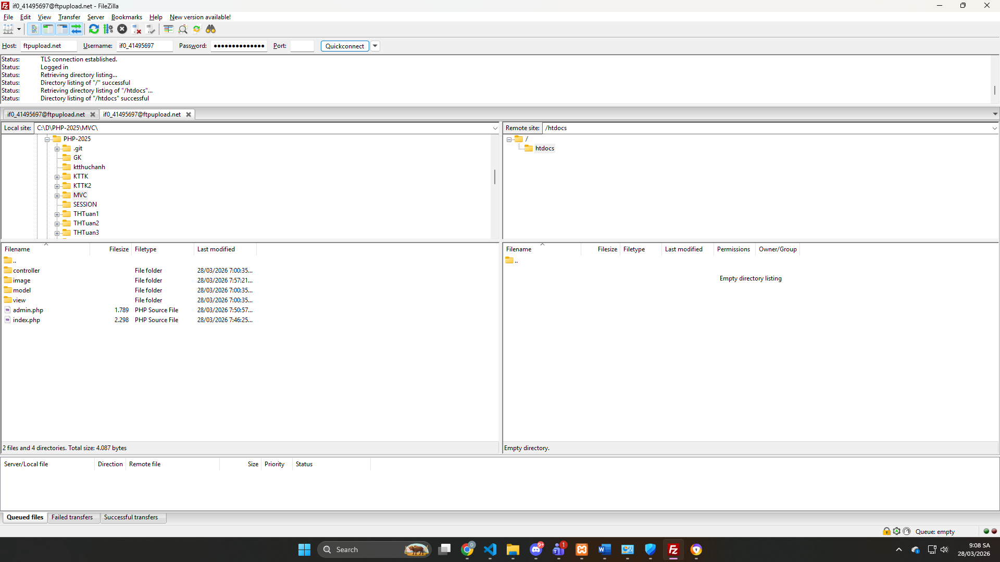 if0_41495697@ftpupload.net - FileZilla
File Edit View Transfer Server Bookmarks Help New version available!
Host: ftpupload.net Username: if0_41495697 Password: ●●●●●●●●●●●●●● Port: Quickconnect
Status: TLS connection established.
Status: Logged in
Status: Retrieving directory listing...
Status: Directory listing of "/" successful
Status: Retrieving directory listing of "/htdocs"...
Status: Directory listing of "/htdocs" successful
if0_41495697@ftpupload.net if0_41495697@ftpupload.net
Local site: C:\D\PHP-2025\MVC\
PHP-2025
.git
GK
ktthuchanh
KTTK
KTTK2
MVC
SESSION
THTuan1
THTuan2
THTuan3
Remote site: /htdocs
/
htdocs
Filename Filesize Filetype Last modified
..
controller File folder 28/03/2026 7:00:35...
image File folder 28/03/2026 7:57:21...
model File folder 28/03/2026 7:00:35...
view File folder 28/03/2026 7:00:35...
admin.php 1.789 PHP Source File 28/03/2026 7:50:57...
index.php 2.298 PHP Source File 28/03/2026 7:46:25...
2 files and 4 directories. Total size: 4.087 bytes
Filename Filesize Filetype Last modified Permissions Owner/Group
..
Empty directory listing
Empty directory.
Server/Local file Direction Remote file Size Priority Status
Queued files Failed transfers Successful transfers
Queue: empty
Search
D
9+
1
9:08 SA
28/03/2026